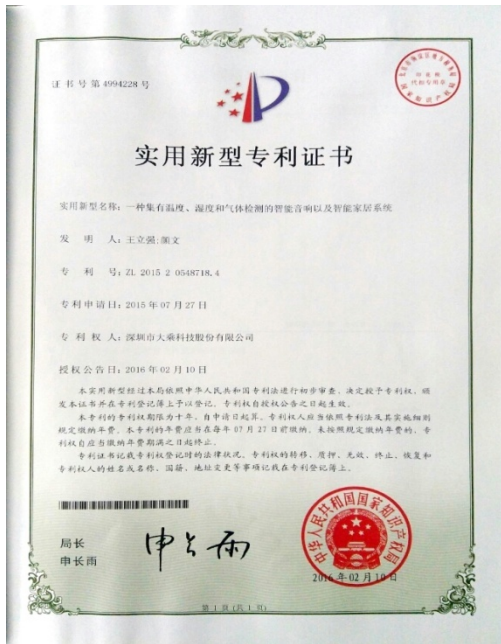 证书号第4994228号
实用新型专利证书
实用新型名称：一种集有温度、湿度和气体检测的智能音响以及智能家居系统
发 明 人：王立强;颜文
专 利 号：ZL 2015 2 0548718.4
专利申请日：2015年07月27日
专 利 权 人：深圳市大乘科技股份有限公司
授权公告日：2016年02月10日
本实用新型经过本局依照中华人民共和国专利法进行初步审查，决定授予专利权，颁
发本证书并在专利登记簿上予以登记。专利权自授权公告之日起生效。
本专利的专利权期限为十年，自申请日起算。专利权人应当依照专利法及其实施细则
规定缴纳年费。本专利的年费应当在每年07月27日前缴纳。未按照规定缴纳年费的，专
利权自应当缴纳年费期满之日起终止。
专利证书记载专利权登记时的法律状况。专利权的转移、质押、无效、终止、恢复和
专利权人的姓名或名称、国籍、地址变更等事项记载在专利登记簿上。
局长
申长雨
申长雨
中华人民共和国国家知识产权局
2016年02月10日
第1页(共1页)